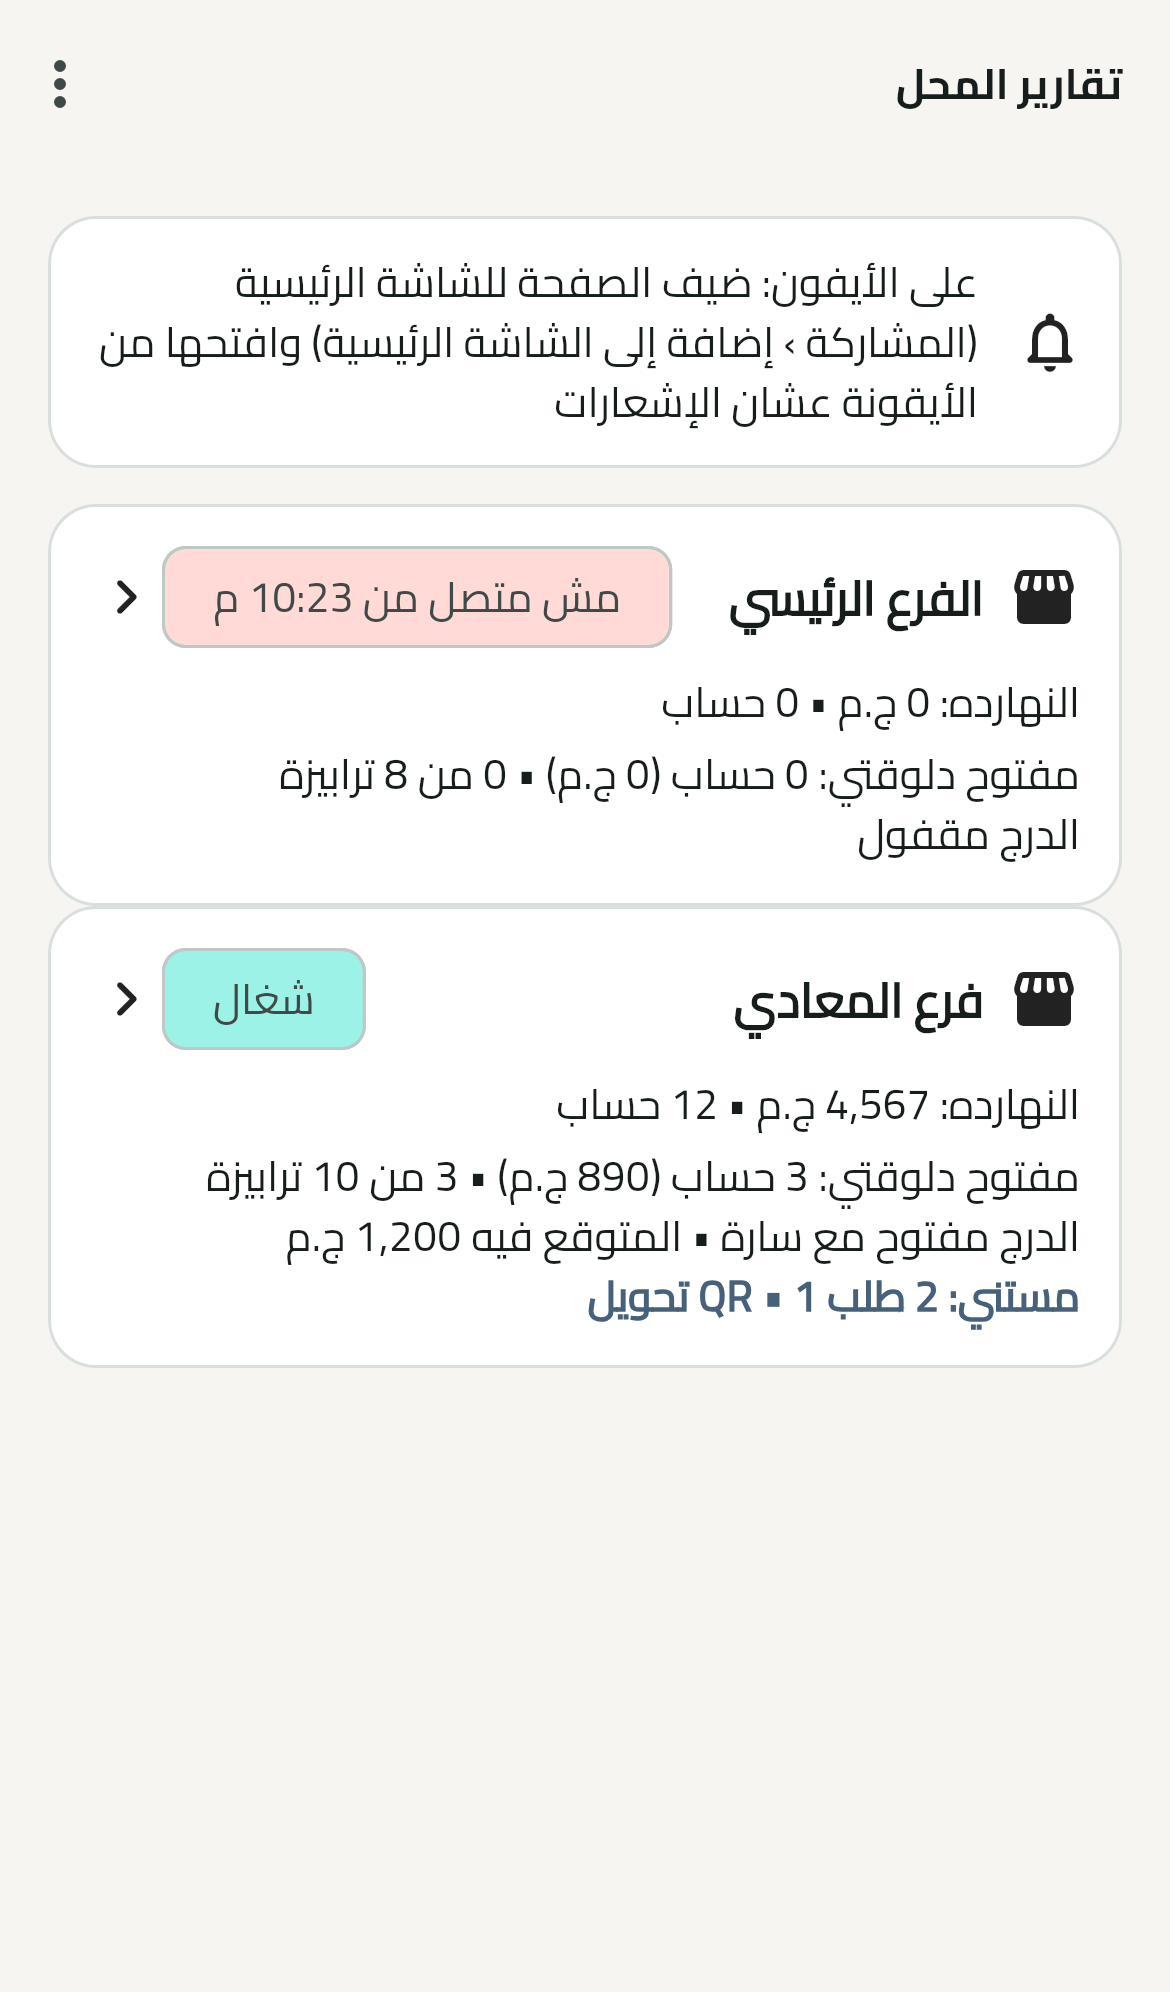 تقارير المحل
على الأيفون: ضيف الصفحة للشاشة الرئيسية
(المشاركة › إضافة إلى الشاشة الرئيسية) وافتحها من
الأيقونة عشان الإشعارات
الفرع الرئيسي
مش متصل من 10:23 م
النهارده: 0 ج.م ▪ 0 حساب
مفتوح دلوقتي: 0 حساب (0 ج.م) ▪ 0 من 8 ترابيزة
الدرج مقفول
فرع المعادي
شغال
النهارده: 4,567 ج.م ▪ 12 حساب
مفتوح دلوقتي: 3 حساب (890 ج.م) ▪ 3 من 10 ترابيزة
الدرج مفتوح مع سارة ▪ المتوقع فيه 1,200 ج.م
مستني: 2 طلب QR ▪ 1 تحويل